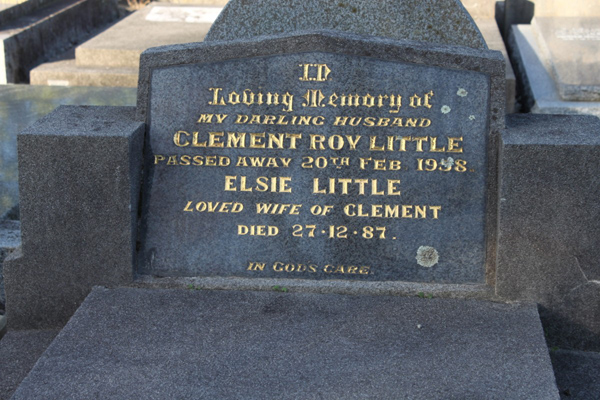 In
Loving Memory of
MY DARLING HUSBAND
CLEMENT ROY LITTLE
PASSED AWAY 20TH FEB 1958.
ELSIE LITTLE
LOVED WIFE OF CLEMENT
DIED 27·12·87.
IN GODS CARE.